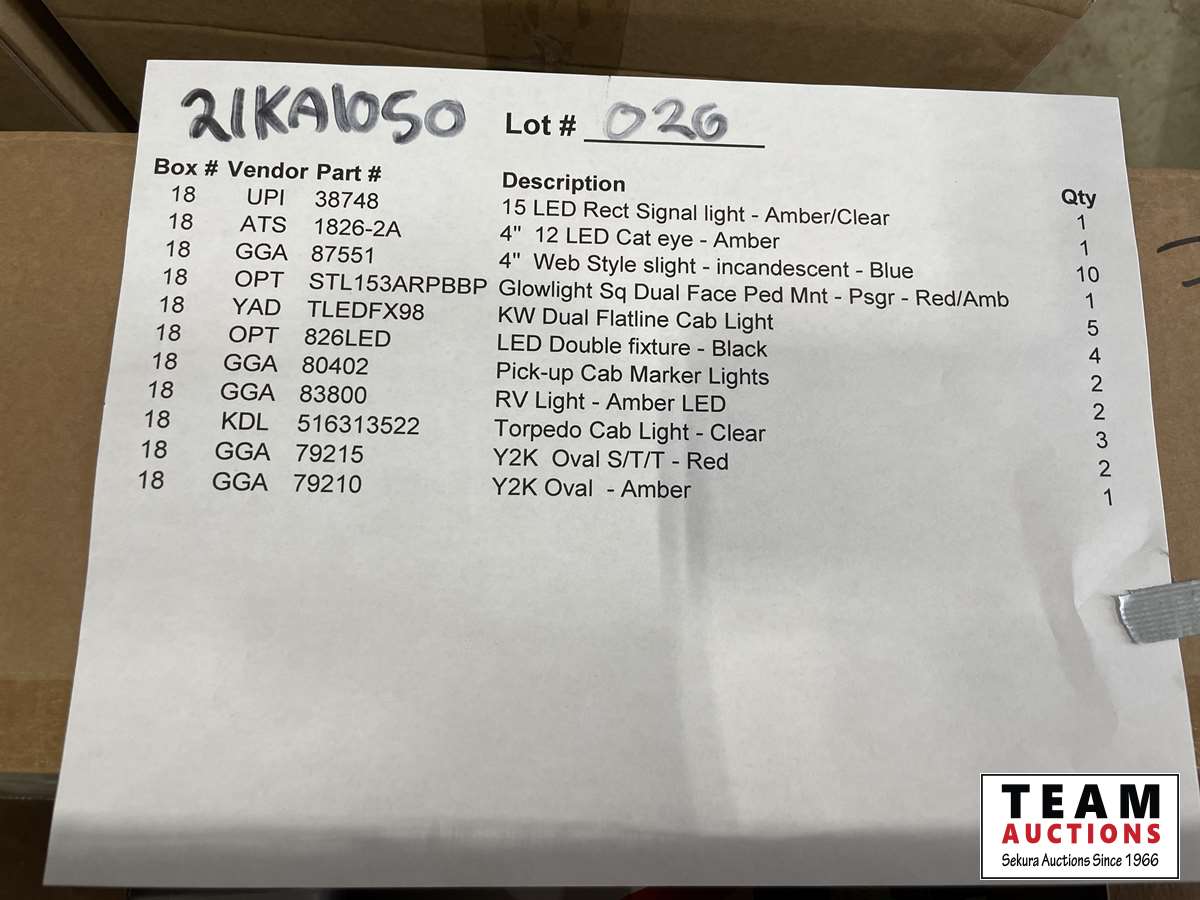 21KA1050 Lot # 026
Box # Vendor Part # Description Qty
18 UPI 38748 15 LED Rect Signal light - Amber/Clear 1
18 ATS 1826-2A 4" 12 LED Cat eye - Amber 1
18 GGA 87551 4" Web Style slight - incandescent - Blue 10
18 OPT STL153ARPBBP Glowlight Sq Dual Face Ped Mnt - Psgr - Red/Amb 1
18 YAD TLEDFX98 KW Dual Flatline Cab Light 5
18 OPT 826LED LED Double fixture - Black 4
18 GGA 80402 Pick-up Cab Marker Lights 2
18 GGA 83800 RV Light - Amber LED 2
18 KDL 516313522 Torpedo Cab Light - Clear 3
18 GGA 79215 Y2K Oval S/T/T - Red 2
18 GGA 79210 Y2K Oval - Amber 1
TEAM
AUCTIONS
Sekura Auctions Since 1966